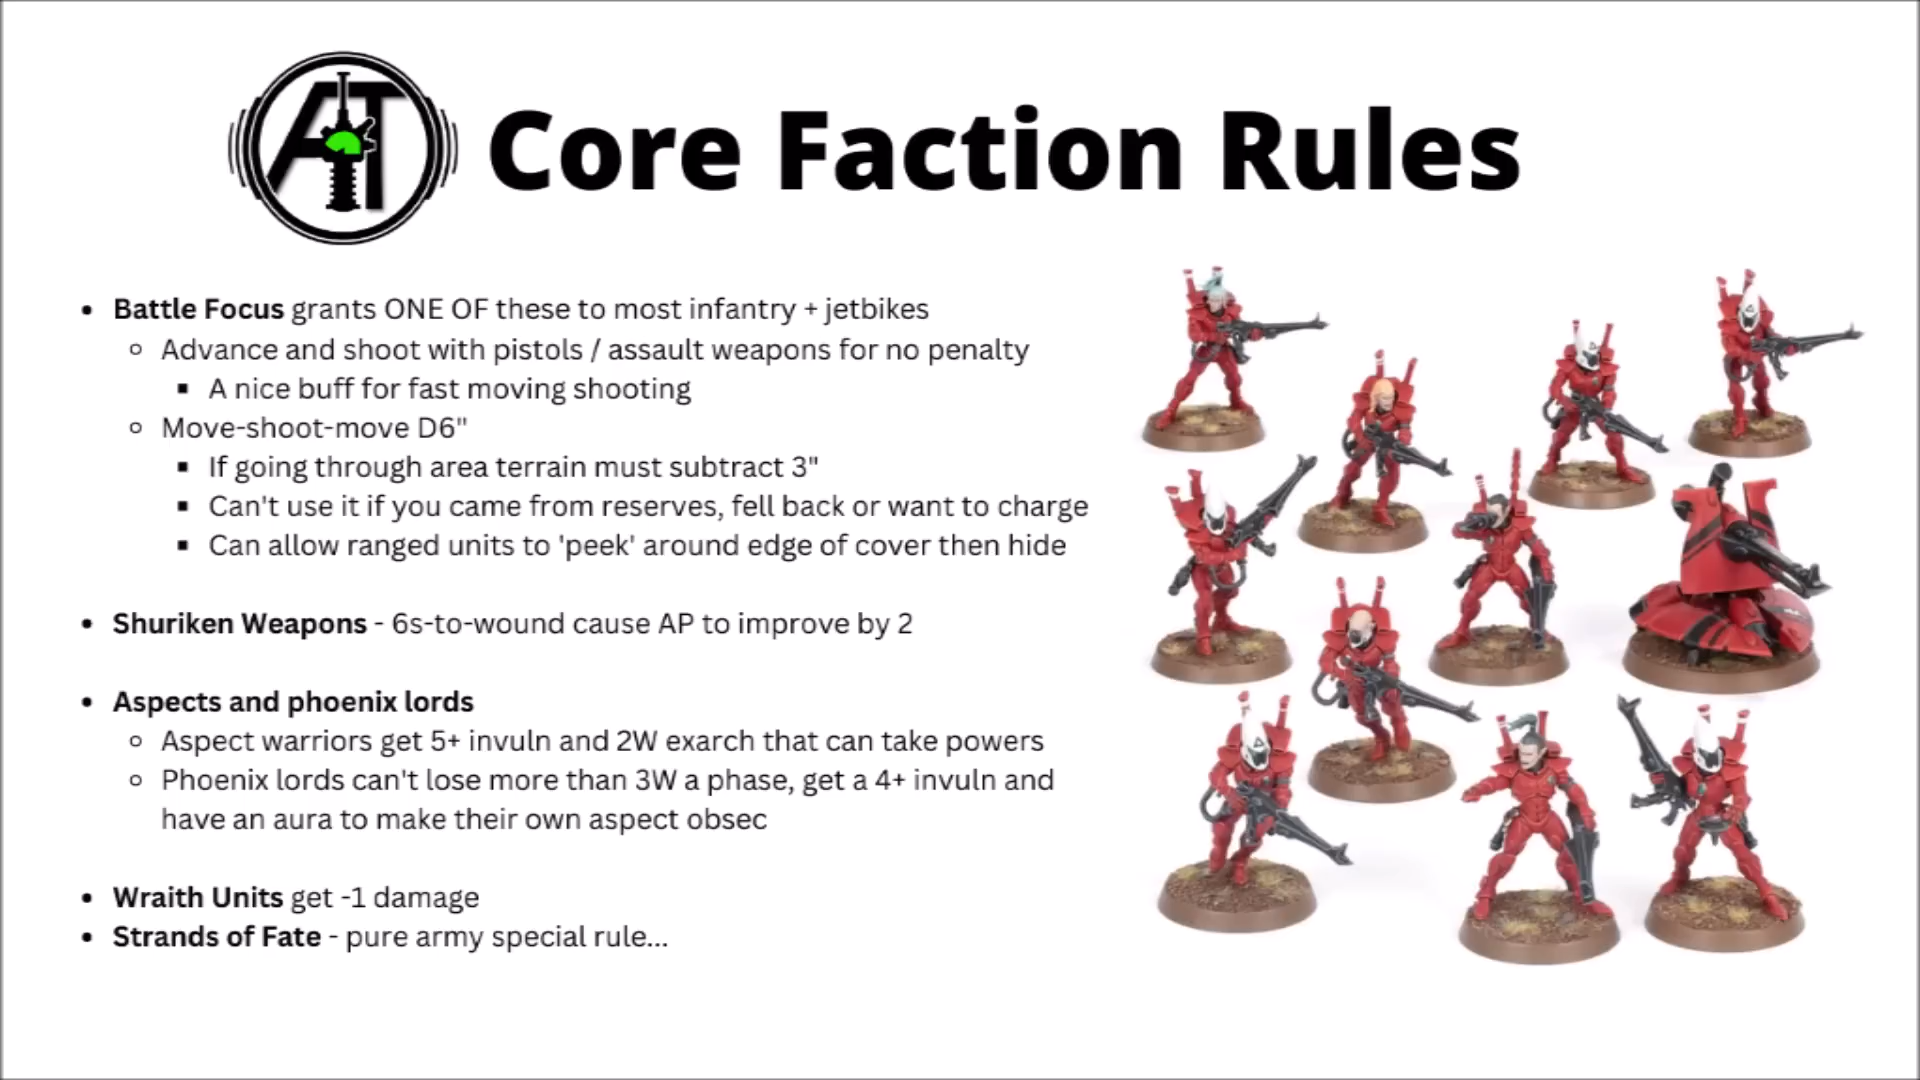 AT
Core Faction Rules
• Battle Focus grants ONE OF these to most infantry + jetbikes
○ Advance and shoot with pistols / assault weapons for no penalty
▪ A nice buff for fast moving shooting
○ Move-shoot-move D6"
▪ If going through area terrain must subtract 3"
▪ Can't use it if you came from reserves, fell back or want to charge
▪ Can allow ranged units to 'peek' around edge of cover then hide
• Shuriken Weapons - 6s-to-wound cause AP to improve by 2
• Aspects and phoenix lords
○ Aspect warriors get 5+ invuln and 2W exarch that can take powers
○ Phoenix lords can't lose more than 3W a phase, get a 4+ invuln and
have an aura to make their own aspect obsec
• Wraith Units get -1 damage
• Strands of Fate - pure army special rule...